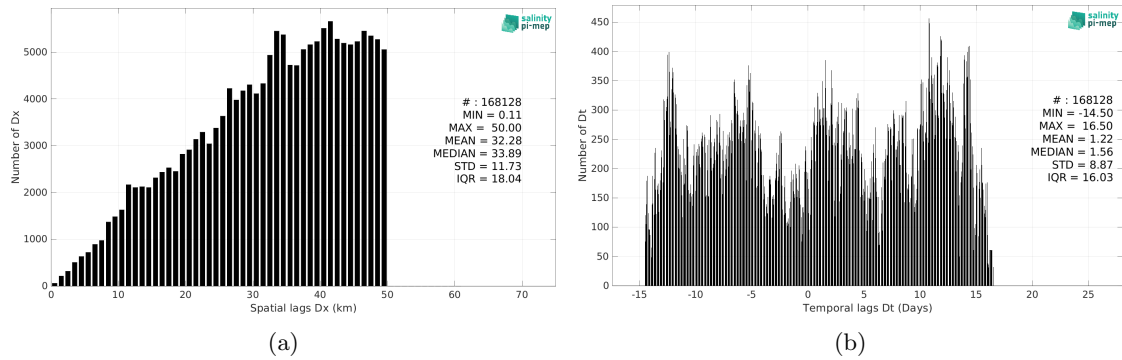 salinity
pi-mep
5000
4000
3000
2000
1000
0
Number of Dx
# : 168128
MIN = 0.11
MAX = 50.00
MEAN = 32.28
MEDIAN = 33.89
STD = 11.73
IQR = 18.04
0 10 20 30 40 50 60 70
Spatial lags Dx (km)
(a)
salinity
pi-mep
450
400
350
300
250
200
150
100
50
0
Number of Dt
# : 168128
MIN = -14.50
MAX = 16.50
MEAN = 1.22
MEDIAN = 1.56
STD = 8.87
IQR = 16.03
-15 -10 -5 0 5 10 15 20 25
Temporal lags Dt (Days)
(b)